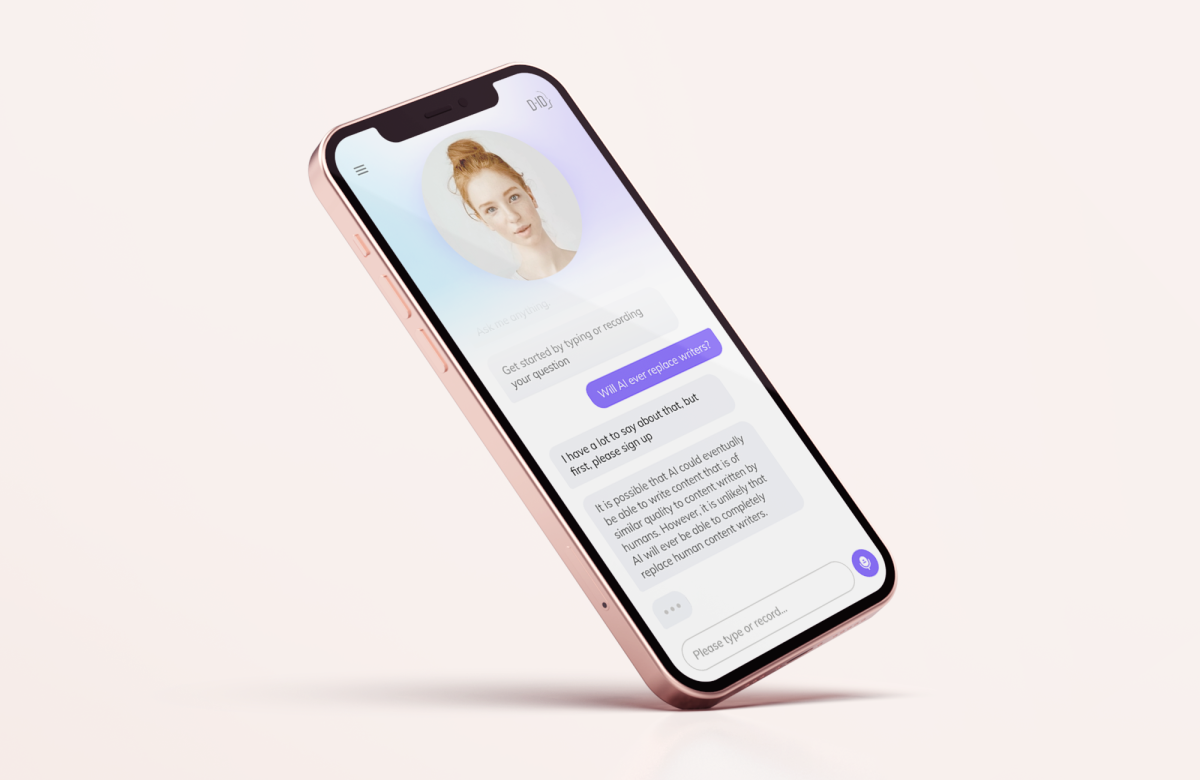 D-ID
Ask me anything.
Get started by typing or recording
your question
Will AI ever replace writers?
I have a lot to say about that, but
first, please sign up
It is possible that AI could eventually
be able to write content that is of
similar quality to content written by
humans. However, it is unlikely that
AI will ever be able to completely
replace human content writers.
Please type or record...